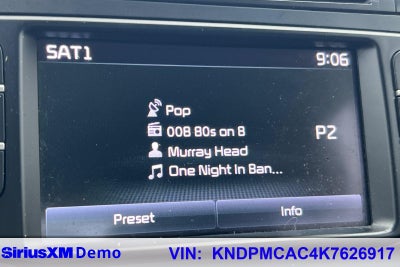 SAT1
9:06
Pop
008 80s on 8
P2
Murray Head
One Night In Ban...
Preset
Info
SiriusXM Demo
VIN: KNDPMCAC4K7626917